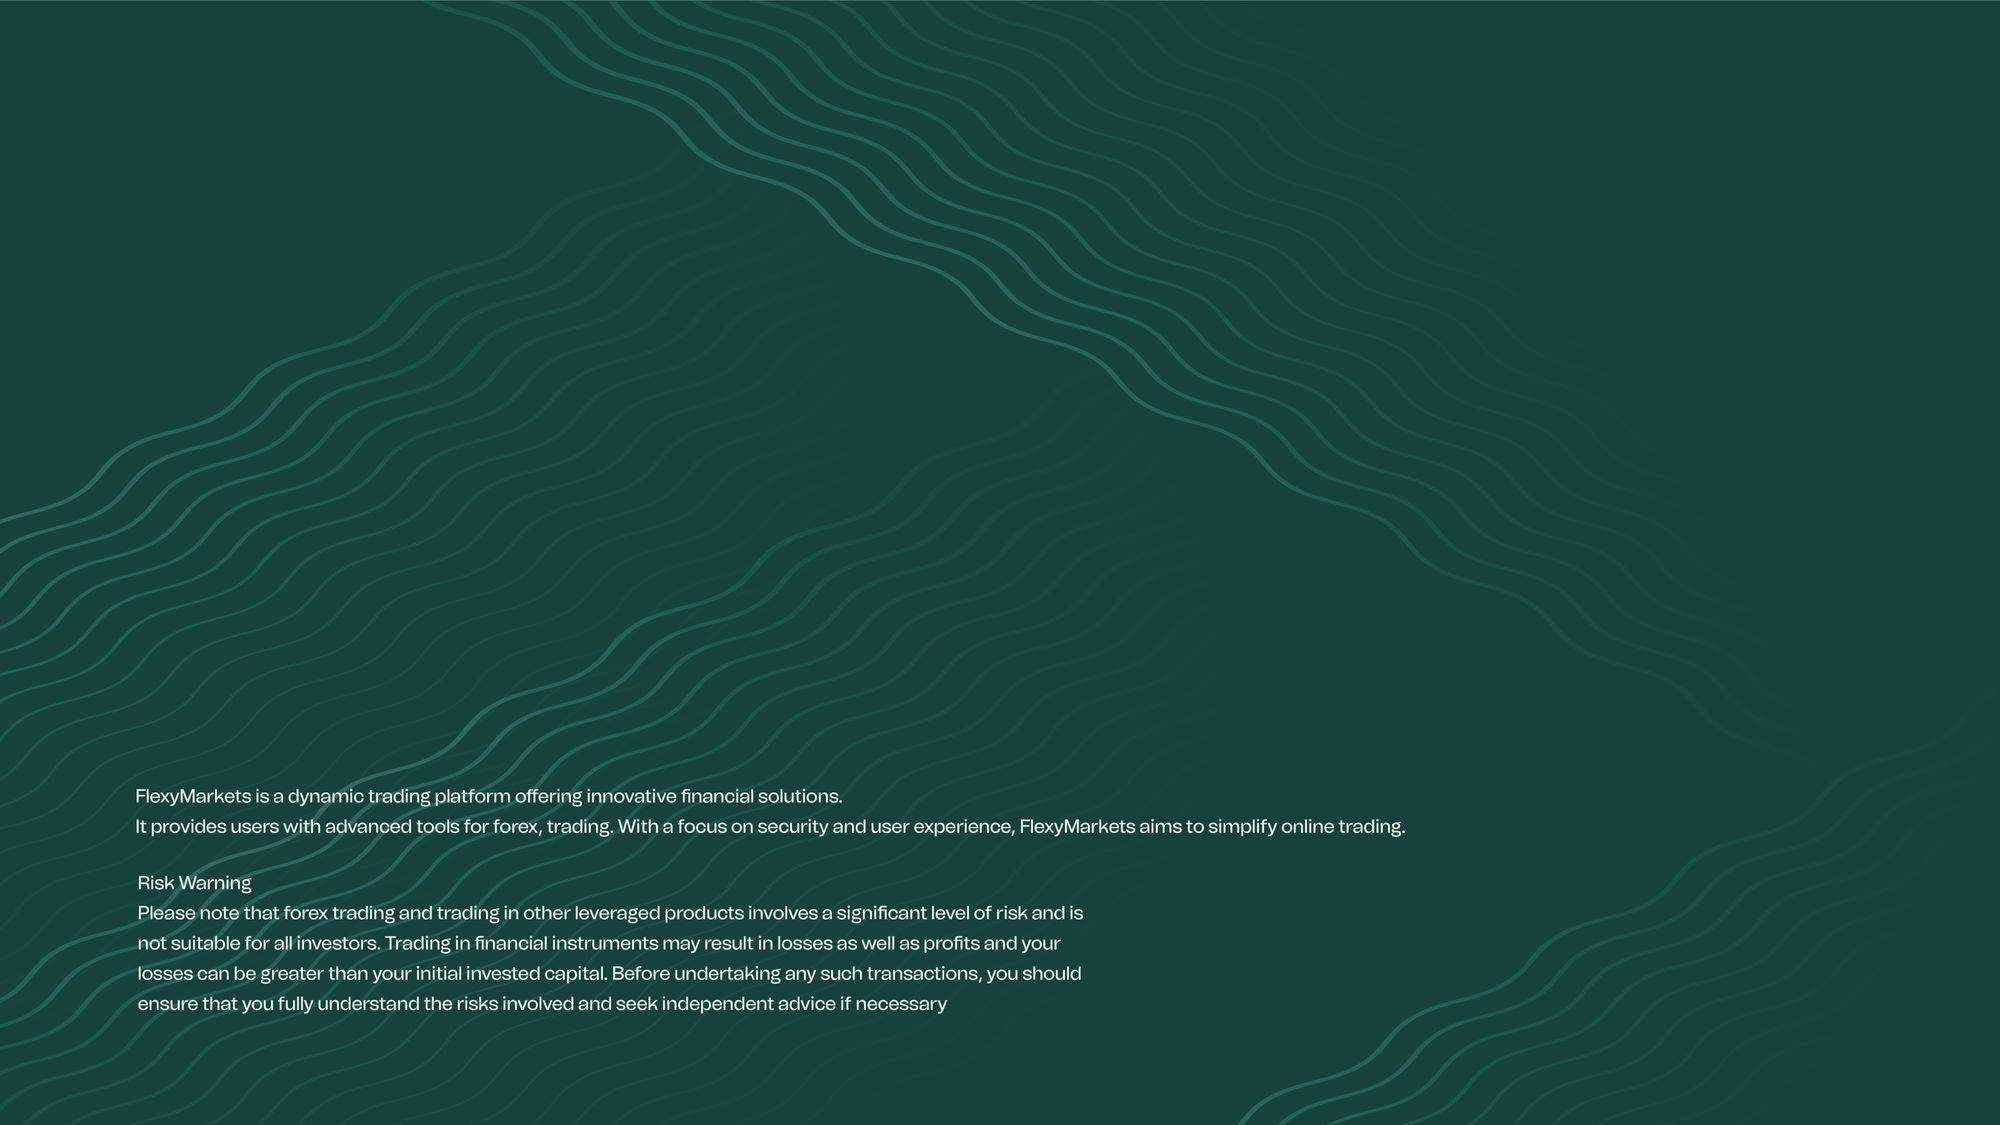 FlexyMarkets is a dynamic trading platform offering innovative financial solutions.
It provides users with advanced tools for forex, trading. With a focus on security and user experience, FlexyMarkets aims to simplify online trading.
Risk Warning
Please note that forex trading and trading in other leveraged products involves a significant level of risk and is
not suitable for all investors. Trading in financial instruments may result in losses as well as profits and your
losses can be greater than your initial invested capital. Before undertaking any such transactions, you should
ensure that you fully understand the risks involved and seek independent advice if necessary